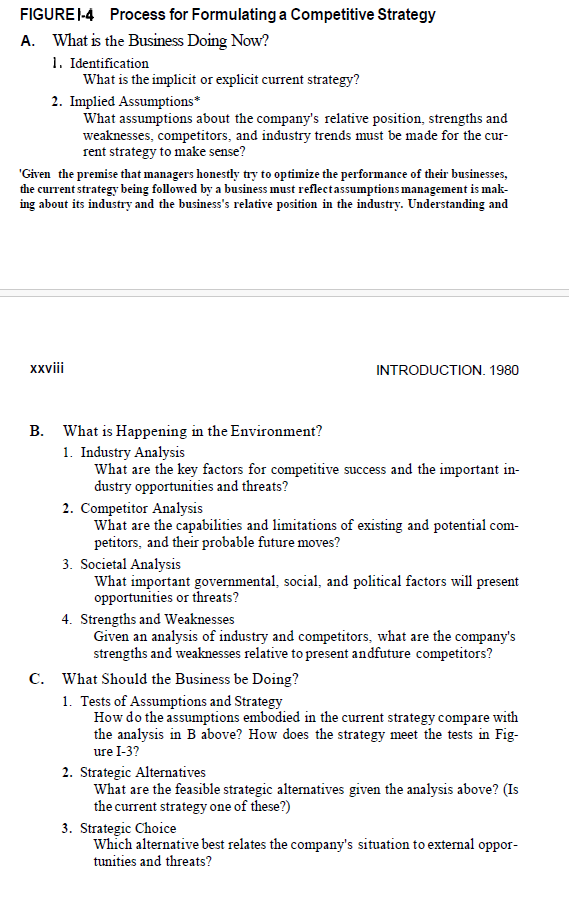 FIGURE I-4 Process for Formulating a Competitive Strategy
A. What is the Business Doing Now?
1. Identification
What is the implicit or explicit current strategy?
2. Implied Assumptions*
What assumptions about the company's relative position, strengths and
weaknesses, competitors, and industry trends must be made for the cur-
rent strategy to make sense?
'Given the premise that managers honestly try to optimize the performance of their businesses,
the current strategy being followed by a business must reflect assumptions management is mak-
ing about its industry and the business's relative position in the industry. Understanding and
xxviii INTRODUCTION. 1980
B. What is Happening in the Environment?
1. Industry Analysis
What are the key factors for competitive success and the important in-
dustry opportunities and threats?
2. Competitor Analysis
What are the capabilities and limitations of existing and potential com-
petitors, and their probable future moves?
3. Societal Analysis
What important governmental, social, and political factors will present
opportunities or threats?
4. Strengths and Weaknesses
Given an analysis of industry and competitors, what are the company's
strengths and weaknesses relative to present andfuture competitors?
C. What Should the Business be Doing?
1. Tests of Assumptions and Strategy
How do the assumptions embodied in the current strategy compare with
the analysis in B above? How does the strategy meet the tests in Fig-
ure I-3?
2. Strategic Alternatives
What are the feasible strategic alternatives given the analysis above? (Is
the current strategy one of these?)
3. Strategic Choice
Which alternative best relates the company's situation to external oppor-
tunities and threats?